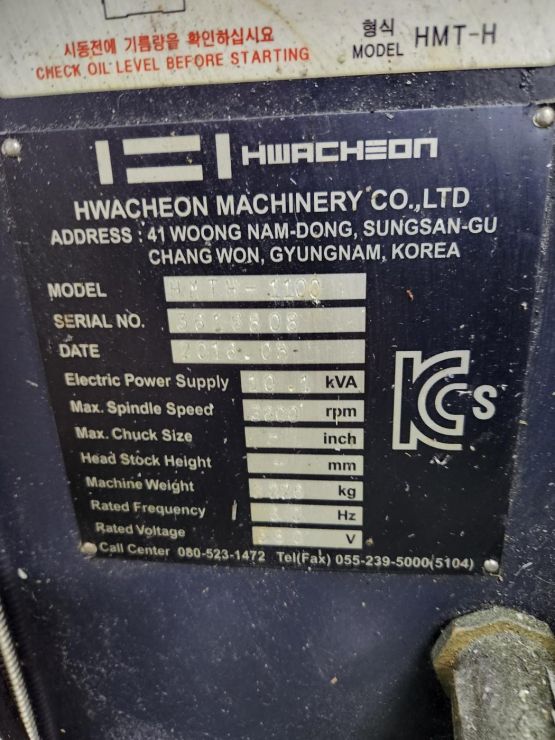 시동전에 기름량을 확인하십시요
CHECK OIL LEVEL BEFORE STARTING
형식
MODEL HMT-H
HWACHEON
HWACHEON MACHINERY CO.,LTD
ADDRESS : 41 WOONG NAM-DONG, SUNGSAN-GU
CHANG WON, GYUNGNAM, KOREA
MODEL HMTH-1100
SERIAL NO.
DATE
Electric Power Supply kVA
Max. Spindle Speed rpm
Max. Chuck Size - inch
Head Stock Height - mm
Machine Weight kg
Rated Frequency Hz
Rated Voltage V
KCs
Call Center 080-523-1472 Tel(Fax) 055-239-5000(5104)